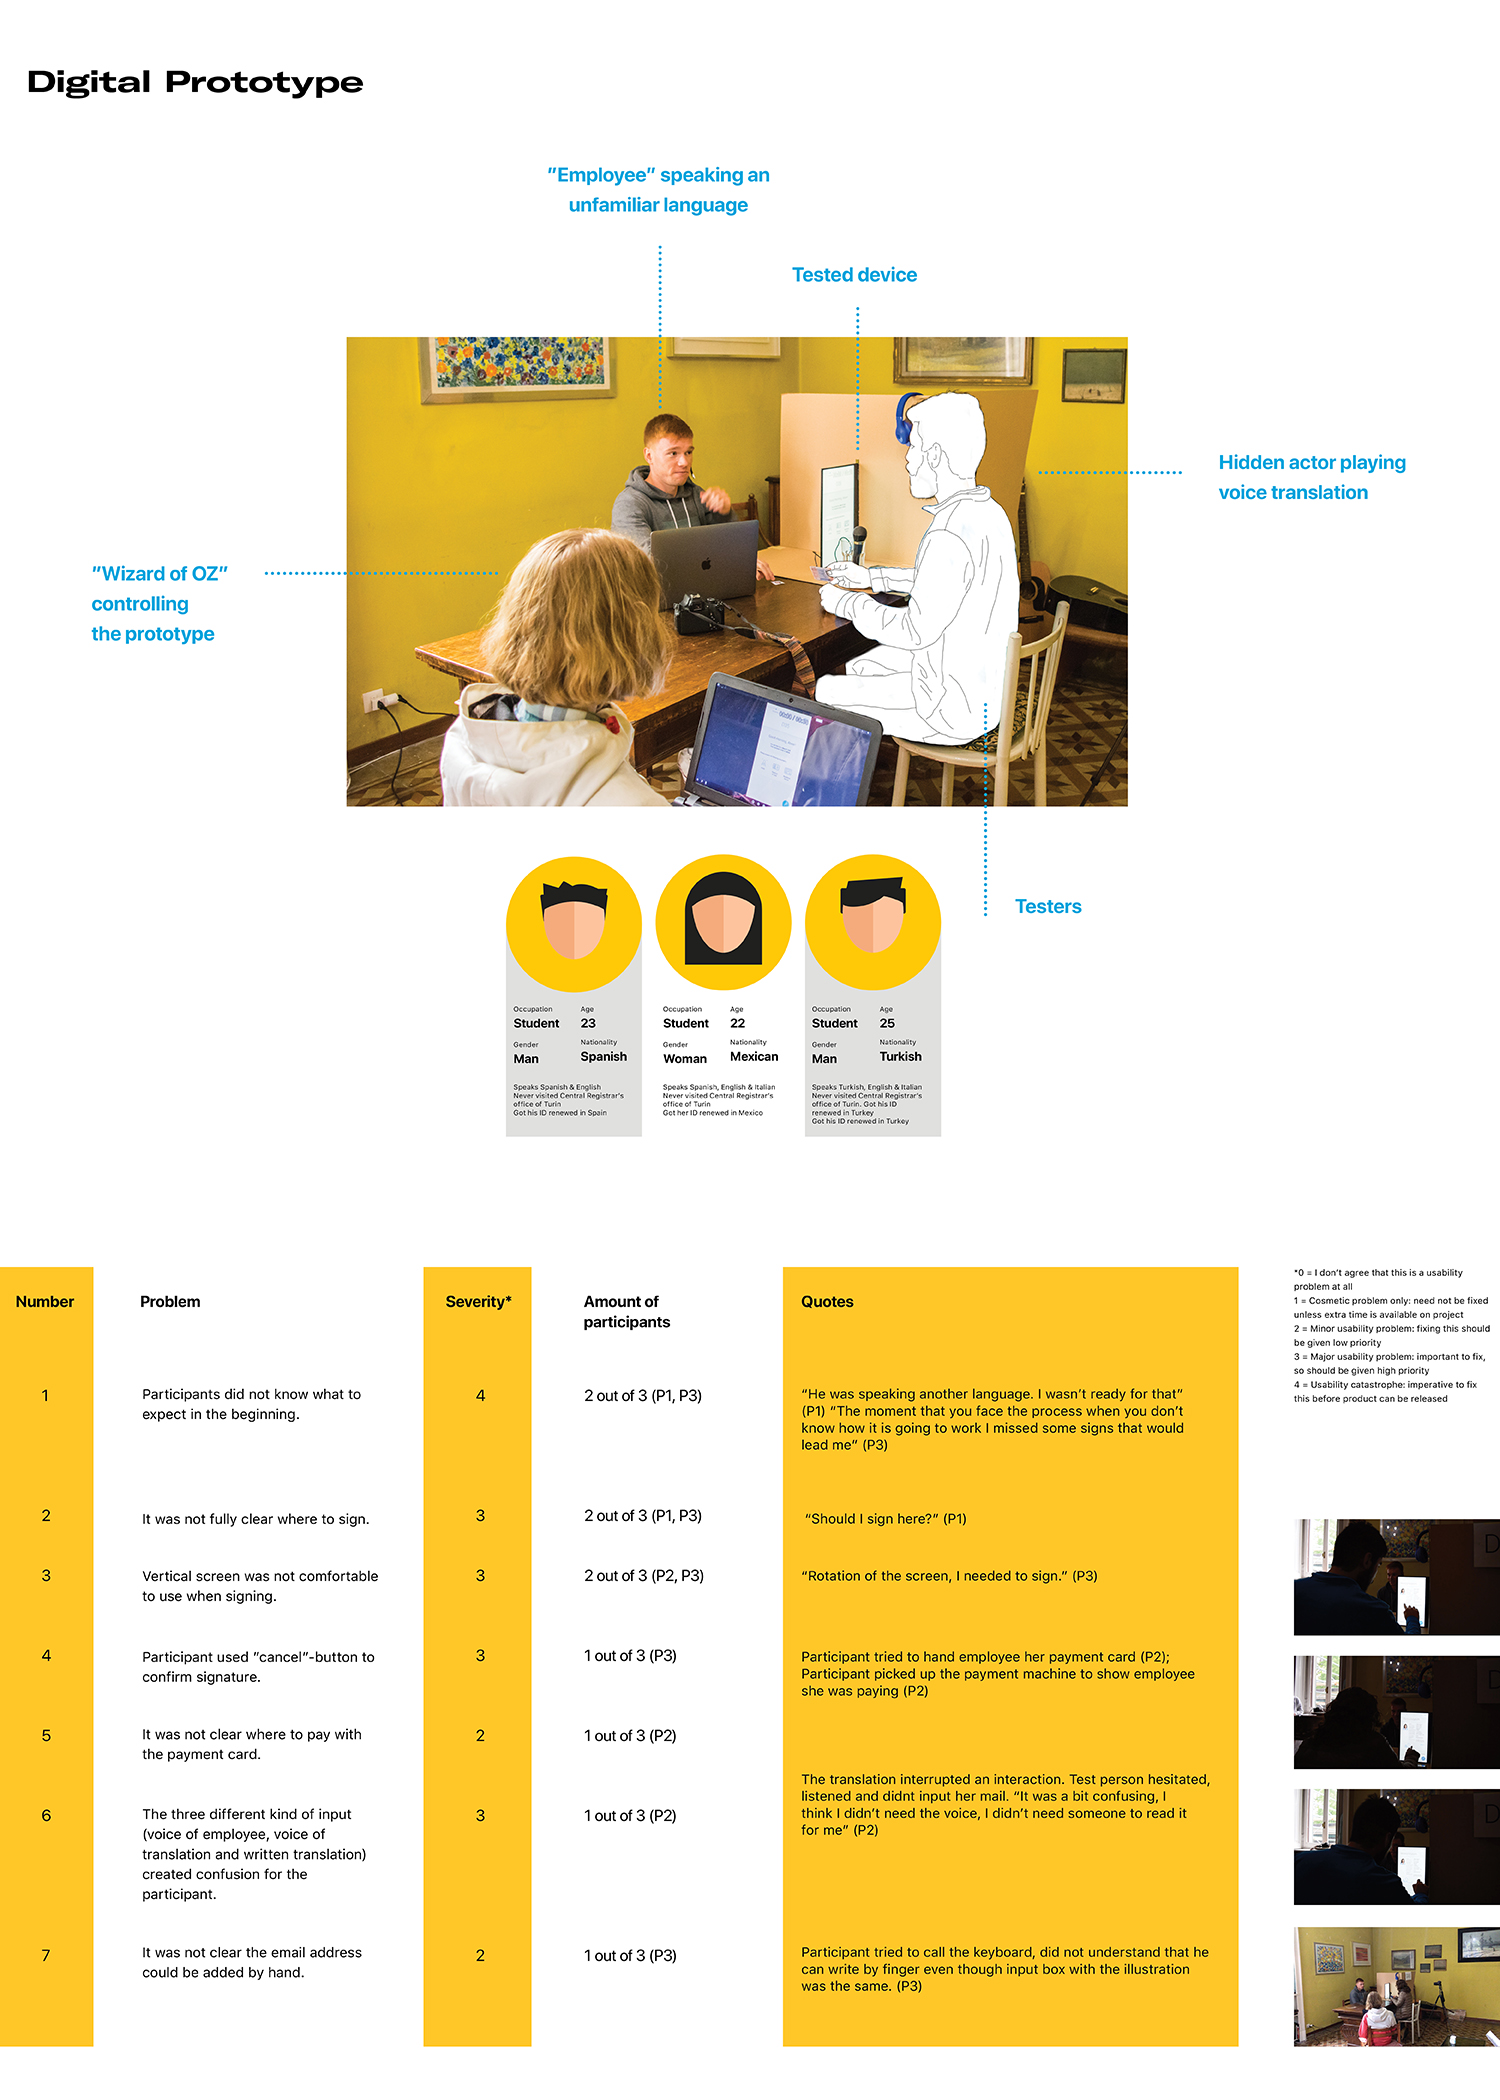 Digital Prototype
"Employee" speaking an
unfamiliar language
Tested device
Hidden actor playing
voice translation
"Wizard of OZ"
controlling
the prototype
Testers
Occupation Age
Student 23
Gender Nationality
Man Spanish
Speaks Spanish & English
Never visited Central Registrar's
office of Turin
Got his ID renewed in Spain
Occupation Age
Student 22
Gender Nationality
Woman Mexican
Speaks Spanish, English & Italian
Never visited Central Registrar's
office of Turin
Got her ID renewed in Mexico
Occupation Age
Student 25
Gender Nationality
Man Turkish
Speaks Turkish, English & Italian
Never visited Central Registrar's
office of Turin. Got his ID
renewed in Turkey
Got his ID renewed in Turkey
Number Problem Severity* Amount of
participants Quotes
1 Participants did not know what to
expect in the beginning.
4 2 out of 3 (P1, P3)
“He was speaking another language. I wasn’t ready for that”
(P1) “The moment that you face the process when you don’t
know how it is going to work I missed some signs that would
lead me” (P3)
2 It was not fully clear where to sign. 3 2 out of 3 (P1, P3) “Should I sign here?” (P1)
3 Vertical screen was not comfortable
to use when signing.
3 2 out of 3 (P2, P3) “Rotation of the screen, I needed to sign.” (P3)
4 Participant used "cancel"-button to
confirm signature.
3 1 out of 3 (P3)
Participant tried to hand employee her payment card (P2);
Participant picked up the payment machine to show employee
she was paying (P2)
5 It was not clear where to pay with
the payment card.
2 1 out of 3 (P2)
6 The three different kind of input
(voice of employee, voice of
translation and written translation)
created confusion for the
participant.
3 1 out of 3 (P2)
The translation interrupted an interaction. Test person hesitated,
listened and didnt input her mail. “It was a bit confusing, I
think I didn’t need the voice, I didn’t need someone to read it
for me” (P2)
7 It was not clear the email address
could be added by hand.
2 1 out of 3 (P3)
Participant tried to call the keyboard, did not understand that he
can write by finger even though input box with the illustration
was the same. (P3)
*0 = I don’t agree that this is a usability
problem at all
1 = Cosmetic problem only: need not be fixed
unless extra time is available on project
2 = Minor usability problem: fixing this should
be given low priority
3 = Major usability problem: important to fix,
so should be given high priority
4 = Usability catastrophe: imperative to fix
this before product can be released